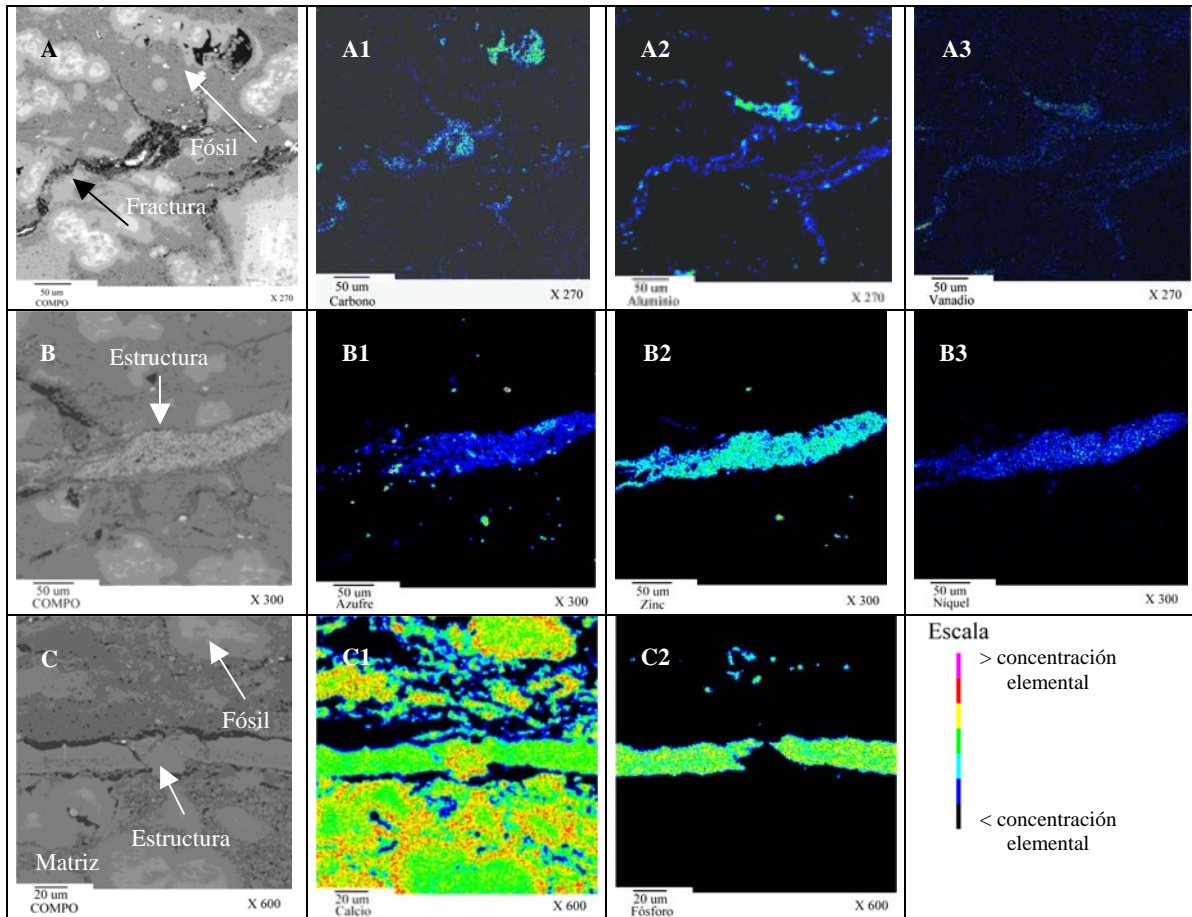 A
Fósil
Fractura
50 um
COMPO
X 270
A1
50 um
Carbono
X 270
A2
50 um
Aluminio
X 270
A3
50 um
Vanadio
X 270
B
Estructura
50 um
COMPO
X 300
B1
50 um
Azufre
X 300
B2
50 um
Zinc
X 300
B3
50 um
Níquel
X 300
C
Fósil
Estructura
Matriz
20 um
COMPO
X 600
C1
20 um
Calcio
X 600
C2
20 um
Fósforo
X 600
Escala
> concentración
elemental
< concentración
elemental